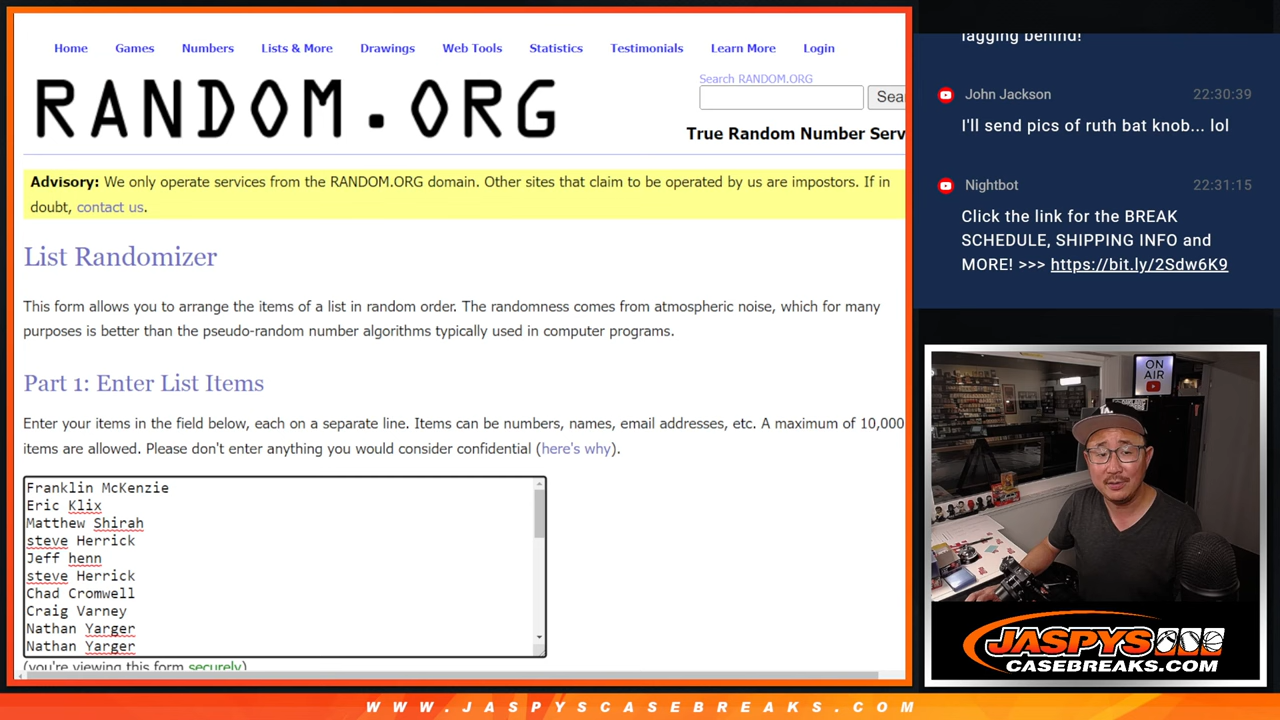 Home Games Numbers Lists & More Drawings Web Tools Statistics Testimonials Learn More Login
RANDOM.ORG
Search RANDOM.ORG
Sea
True Random Number Serv
Advisory: We only operate services from the RANDOM.ORG domain. Other sites that claim to be operated by us are impostors. If in
doubt, contact us.
List Randomizer
This form allows you to arrange the items of a list in random order. The randomness comes from atmospheric noise, which for many
purposes is better than the pseudo-random number algorithms typically used in computer programs.
Part 1: Enter List Items
Enter your items in the field below, each on a separate line. Items can be numbers, names, email addresses, etc. A maximum of 10,000
items are allowed. Please don't enter anything you would consider confidential (here's why).
Franklin McKenzie
Eric Klix
Matthew Shirah
steve Herrick
Jeff henn
steve Herrick
Chad Cromwell
Craig Varney
Nathan Yarger
Nathan Yarger
(you're viewing this form securely)
lagging behind!
John Jackson 22:30:39
I'll send pics of ruth bat knob... lol
Nightbot 22:31:15
Click the link for the BREAK
SCHEDULE, SHIPPING INFO and
MORE! >>> https://bit.ly/2Sdw6K9
ON
AIR
JASPYS
CASEBREAKS.COM
WWW.JASPYSCASEBREAKS.COM